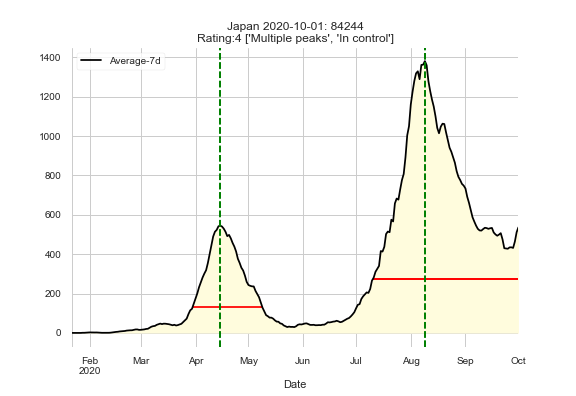 Japan 2020-10-01: 84244
Rating:4 ['Multiple peaks', 'In control']
Average-7d
1400
1200
1000
800
600
400
200
0
Feb Mar Apr May Jun Jul Aug Sep Oct
2020
Date